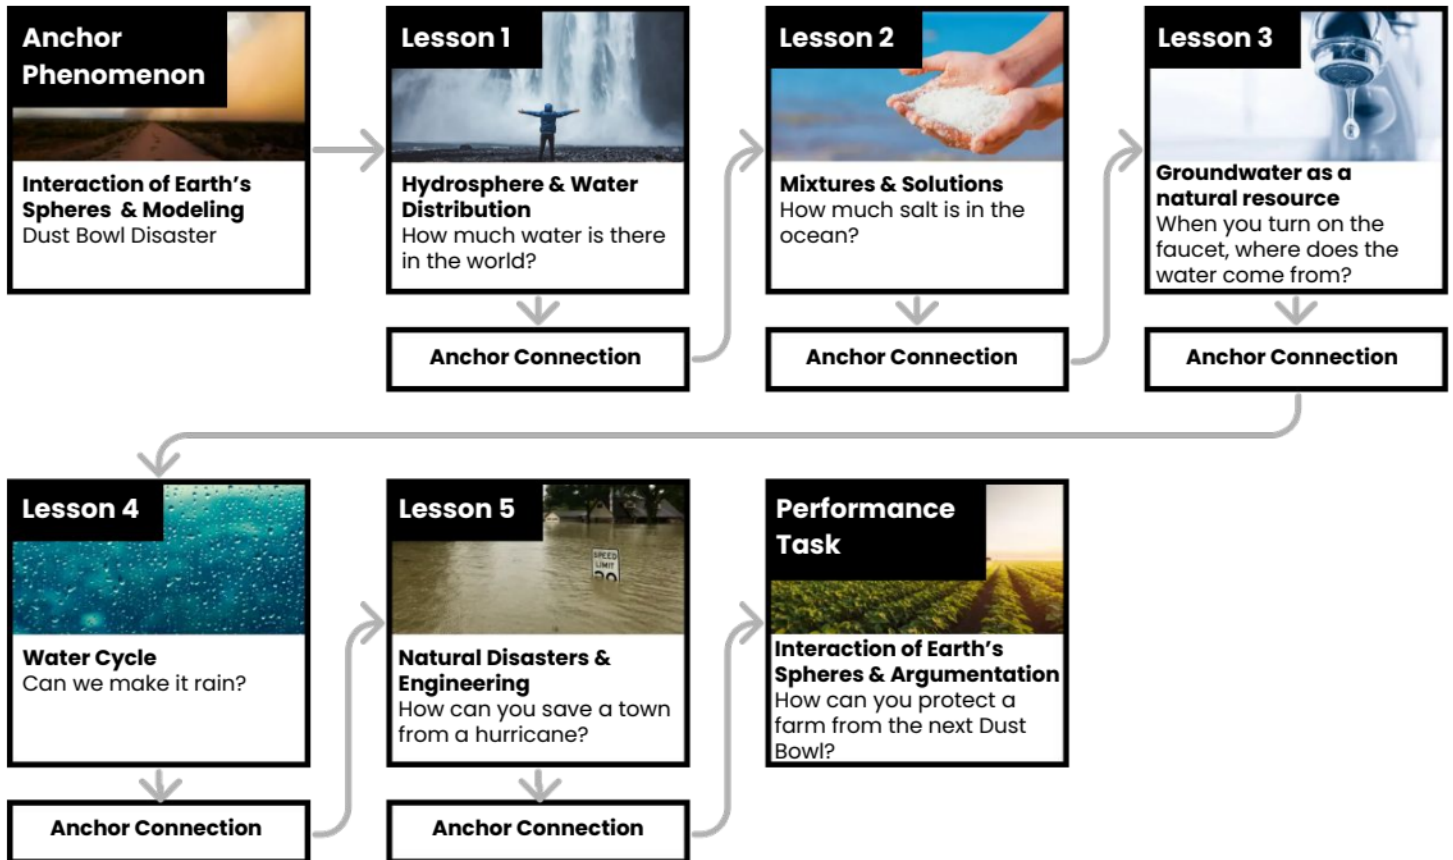 Anchor
Phenomenon
Interaction of Earth's
Spheres & Modeling
Dust Bowl Disaster
Lesson 1
Hydrosphere & Water
Distribution
How much water is there
in the world?
Anchor Connection
Lesson 2
Mixtures & Solutions
How much salt is in the
ocean?
Anchor Connection
Lesson 3
Groundwater as a
natural resource
When you turn on the
faucet, where does the
water come from?
Anchor Connection
Lesson 4
Water Cycle
Can we make it rain?
Anchor Connection
Lesson 5
SPEED
LIMIT
Natural Disasters &
Engineering
How can you save a town
from a hurricane?
Anchor Connection
Performance
Task
Interaction of Earth's
Spheres & Argumentation
How can you protect a
farm from the next Dust
Bowl?